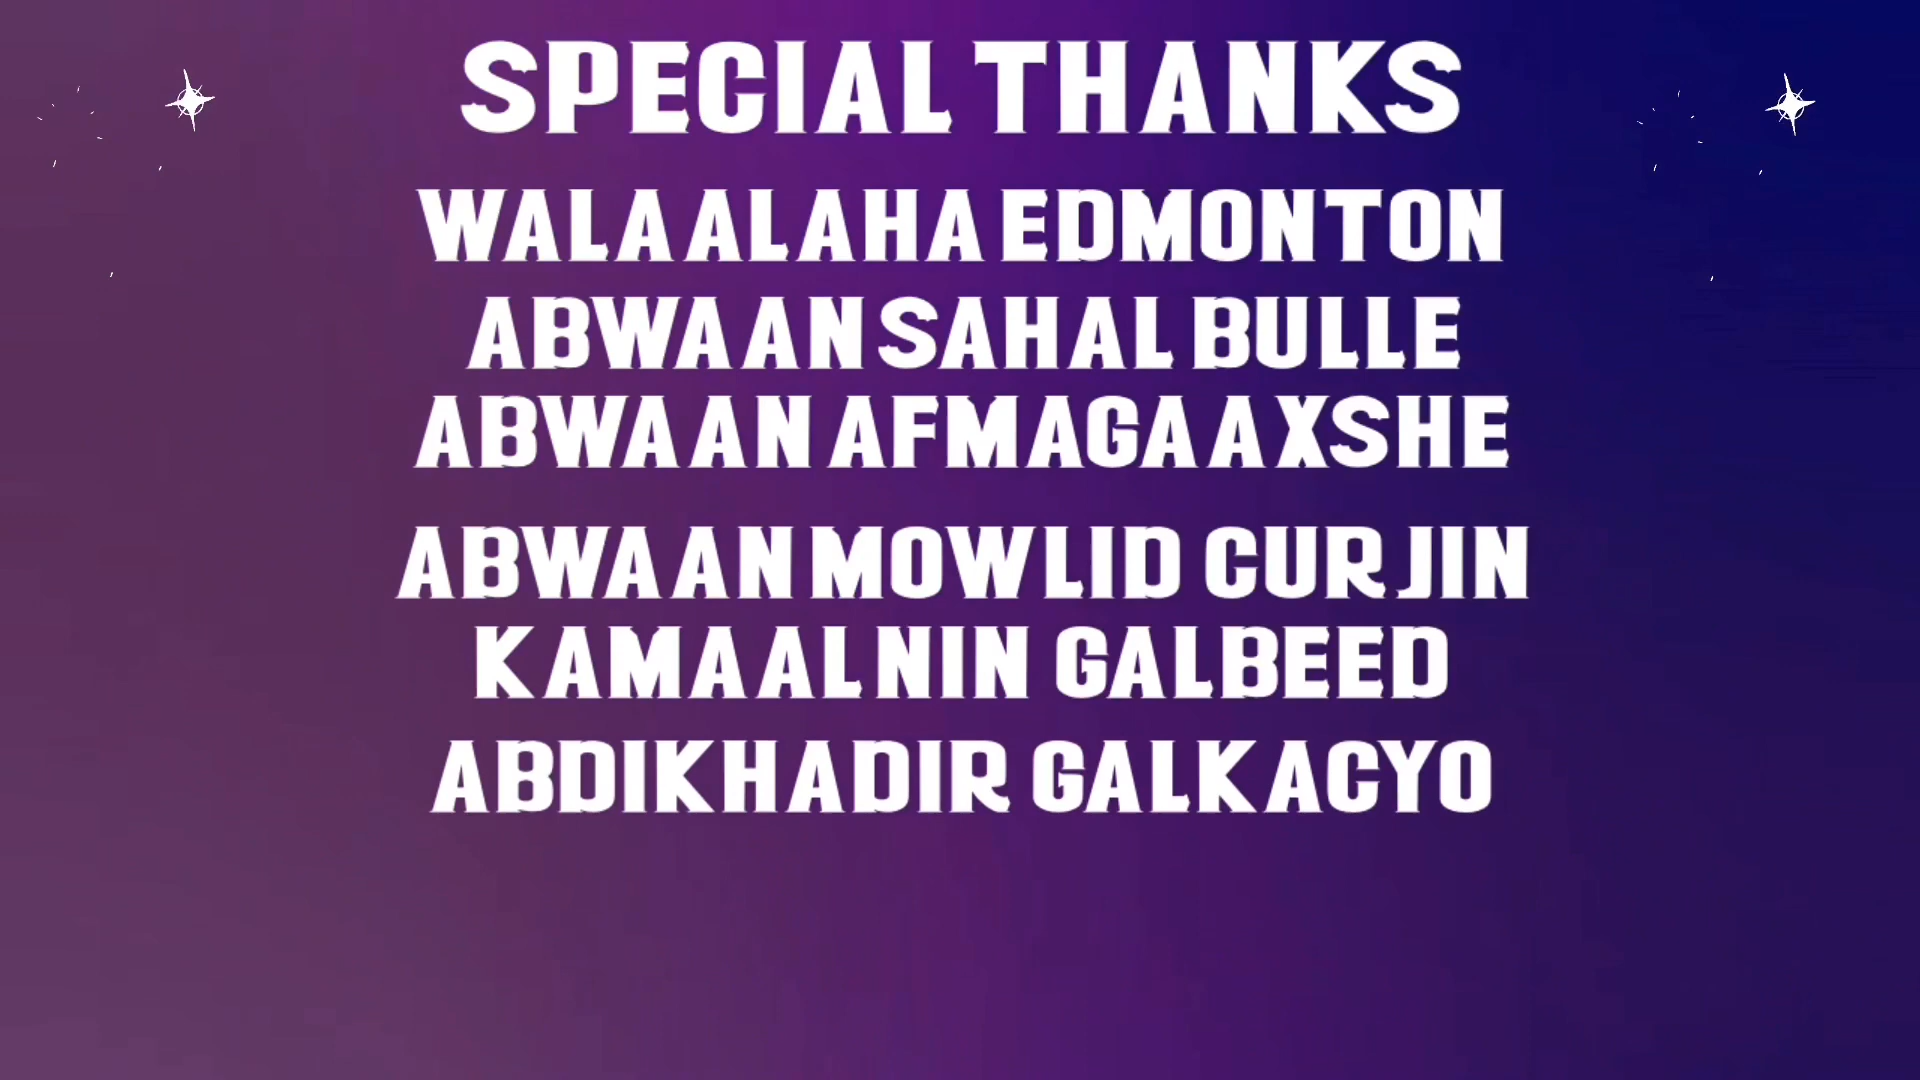 SPECIAL THANKS
WALAALAHA EDMONTON
ABWAAN SAHAL BULLE
ABWAAN AFMAGAAXSHE
ABWAAN MOWLID CURJIN
KAMAALNIN GALBEED
ABDIKHADIR GALKACYO